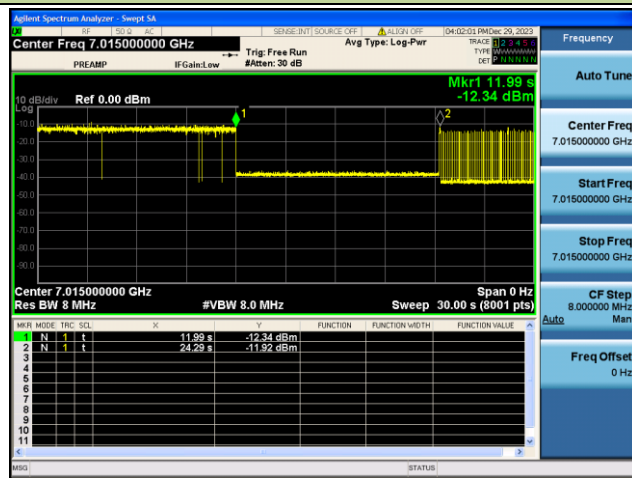 Agilent Spectrum Analyzer - Swept SA
RF 50 Ω AC SENSE:INT SOURCE OFF ALIGN OFF 04:02:01 PM Dec 29, 2023
Center Freq 7.015000000 GHz
PREAMP IFGain:Low
Trig: Free Run
#Atten: 30 dB
Avg Type: Log-Pwr
TRACE 1 2 3 4 5 6
TYPE
DET P N N N N N
Mkr1 11.99 s
-12.34 dBm
10 dB/div Ref 0.00 dBm
Log
-10.0
-20.0
-30.0
-40.0
-50.0
-60.0
-70.0
-80.0
-90.0
1
2
Center 7.015000000 GHz Span 0 Hz
Res BW 8 MHz #VBW 8.0 MHz Sweep 30.00 s (8001 pts)
MKR MODE TRC SCL X Y FUNCTION FUNCTION WIDTH FUNCTION VALUE
1 N 1 t 11.99 s -12.34 dBm
2 N 1 t 24.29 s -11.92 dBm
3
4
5
6
7
8
9
10
11
MSG STATUS
Frequency
Auto Tune
Center Freq
7.015000000 GHz
Start Freq
7.015000000 GHz
Stop Freq
7.015000000 GHz
CF Step
8.000000 MHz
Auto Man
Freq Offset
0 Hz